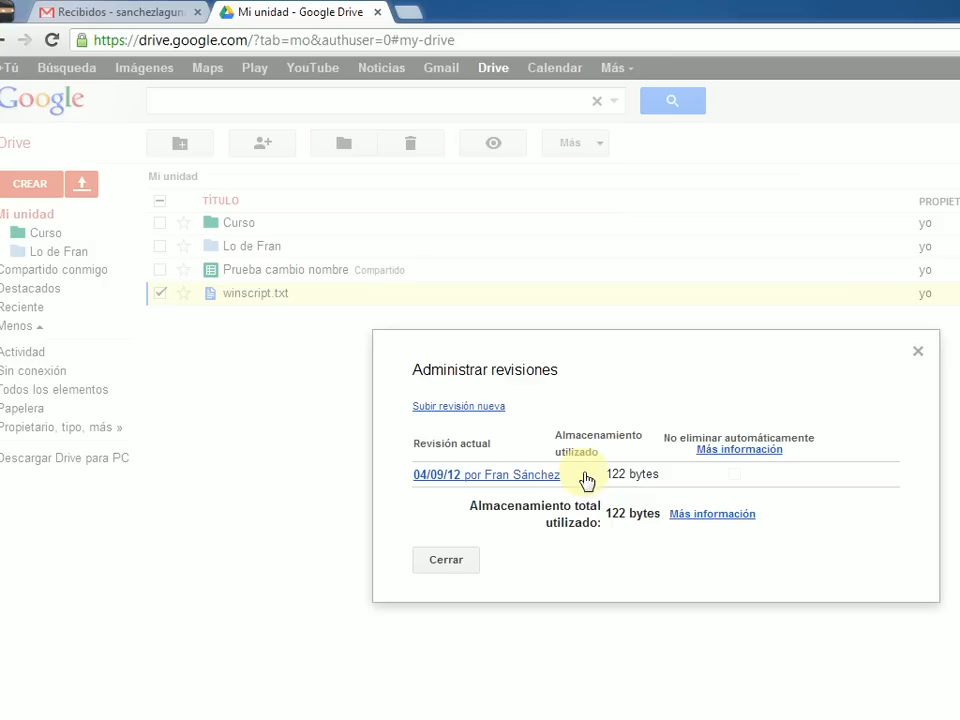 Recibidos - sanchezlagun
Mi unidad - Google Drive
https://drive.google.com/?tab=mo&authuser=0#my-drive
+Tú Búsqueda Imágenes Maps Play YouTube Noticias Gmail Drive Calendar Más
Google
Drive
Más
CREAR
Mi unidad
Curso
Lo de Fran
Compartido conmigo
Destacados
Reciente
Menos
Actividad
Sin conexión
Todos los elementos
Papelera
Propietario, tipo, más »
Descargar Drive para PC
Mi unidad
TÍTULO PROPIET
Curso yo
Lo de Fran yo
Prueba cambio nombre Compartido yo
winscript.txt yo
Administrar revisiones
Subir revisión nueva
Revisión actual
Almacenamiento
utilizado
No eliminar automáticamente
Más información
04/09/12 por Fran Sánchez 122 bytes
Almacenamiento total
utilizado:
122 bytes Más información
Cerrar